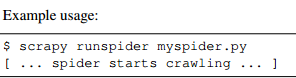 Example usage:
$ scrapy runspider myspider.py
[ ... spider starts crawling ... ]